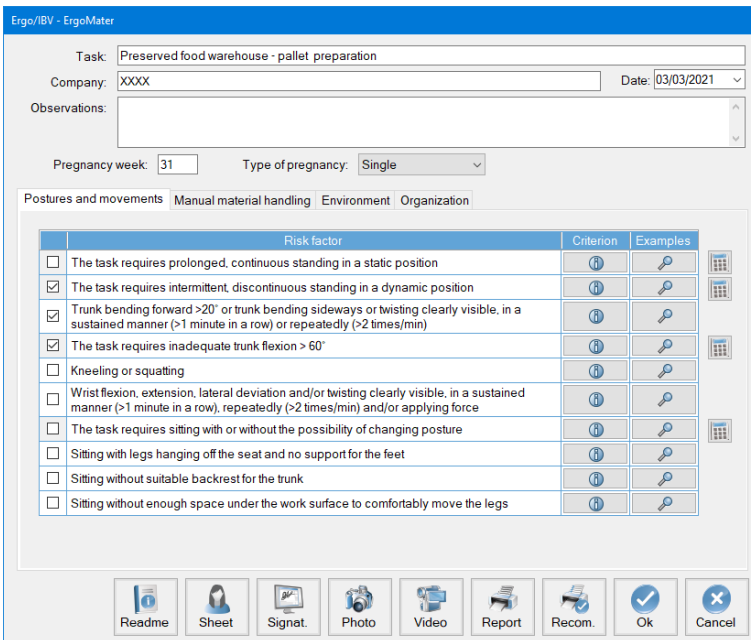 Ergo/IBV - ErgoMater
Task: Preserved food warehouse - pallet preparation
Company: XXXX Date: 03/03/2021
Observations:
Pregnancy week: 31 Type of pregnancy: Single
Postures and movements Manual material handling Environment Organization
Risk factor Criterion Examples
The task requires prolonged, continuous standing in a static position
The task requires intermittent, discontinuous standing in a dynamic position
Trunk bending forward >20° or trunk bending sideways or twisting clearly visible, in a
sustained manner (>1 minute in a row) or repeatedly (>2 times/min)
The task requires inadequate trunk flexion > 60°
Kneeling or squatting
Wrist flexion, extension, lateral deviation and/or twisting clearly visible, in a sustained
manner (>1 minute in a row), repeatedly (>2 times/min) and/or applying force
The task requires sitting with or without the possibility of changing posture
Sitting with legs hanging off the seat and no support for the feet
Sitting without suitable backrest for the trunk
Sitting without enough space under the work surface to comfortably move the legs
Readme Sheet Signat. Photo Video Report Recom. Ok Cancel